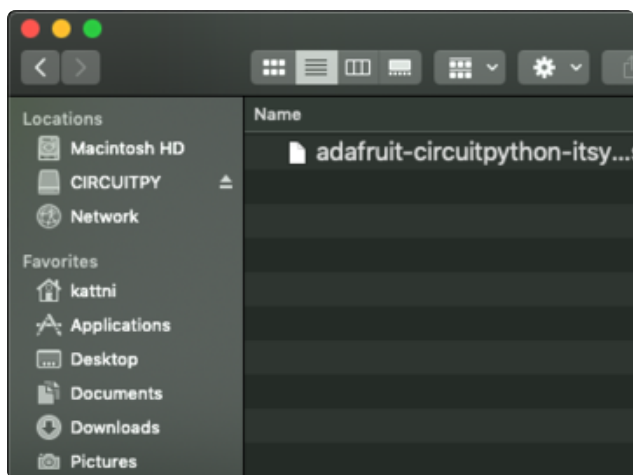 Name
adafruit-circuitpython-itsy...
Locations
Macintosh HD
CIRCUITPY
Network
Favorites
kattni
Applications
Desktop
Documents
Downloads
Pictures